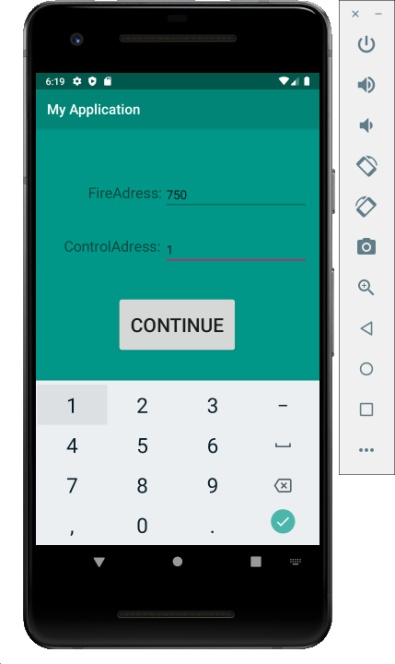 6:19
My Application
FireAdress: 750
ControlAdress: 1
CONTINUE
1 2 3 –
4 5 6
7 8 9
, 0 .